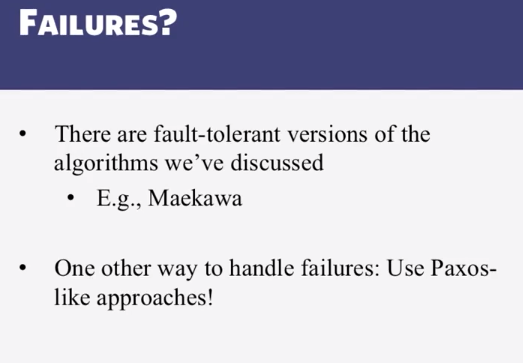 FAILURES?
• There are fault-tolerant versions of the
algorithms we've discussed
• E.g., Maekawa
• One other way to handle failures: Use Paxos-
like approaches!